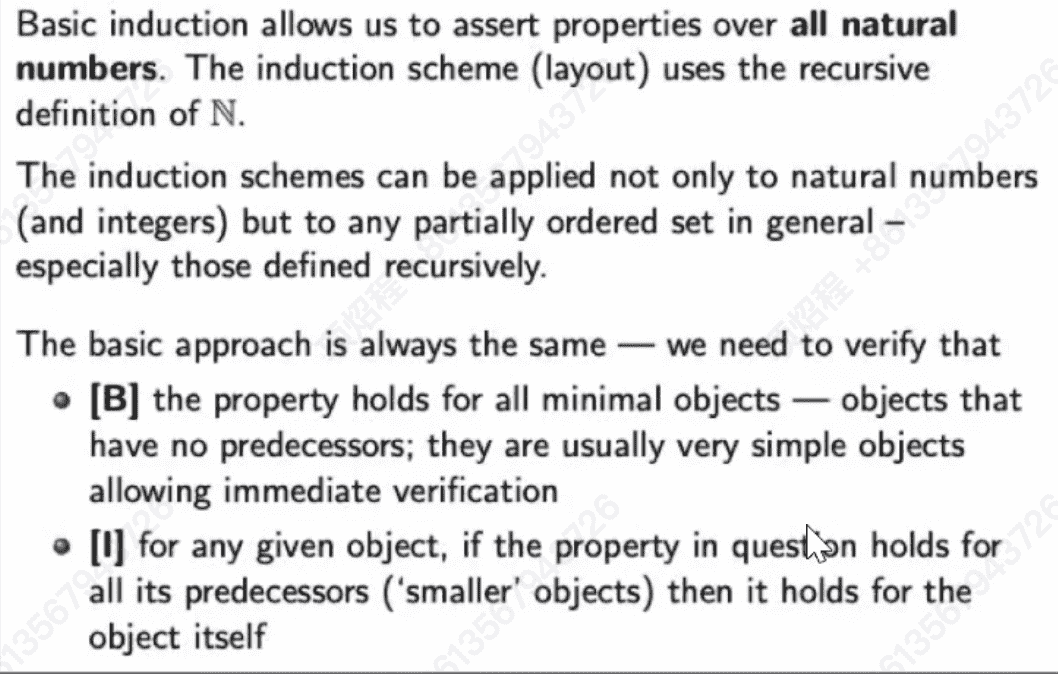 Basic induction allows us to assert properties over all natural
numbers. The induction scheme (layout) uses the recursive
definition of ℕ.
The induction schemes can be applied not only to natural numbers
(and integers) but to any partially ordered set in general –
especially those defined recursively.
The basic approach is always the same — we need to verify that
[B] the property holds for all minimal objects — objects that
have no predecessors; they are usually very simple objects
allowing immediate verification
[I] for any given object, if the property in question holds for
all its predecessors ('smaller' objects) then it holds for the
object itself